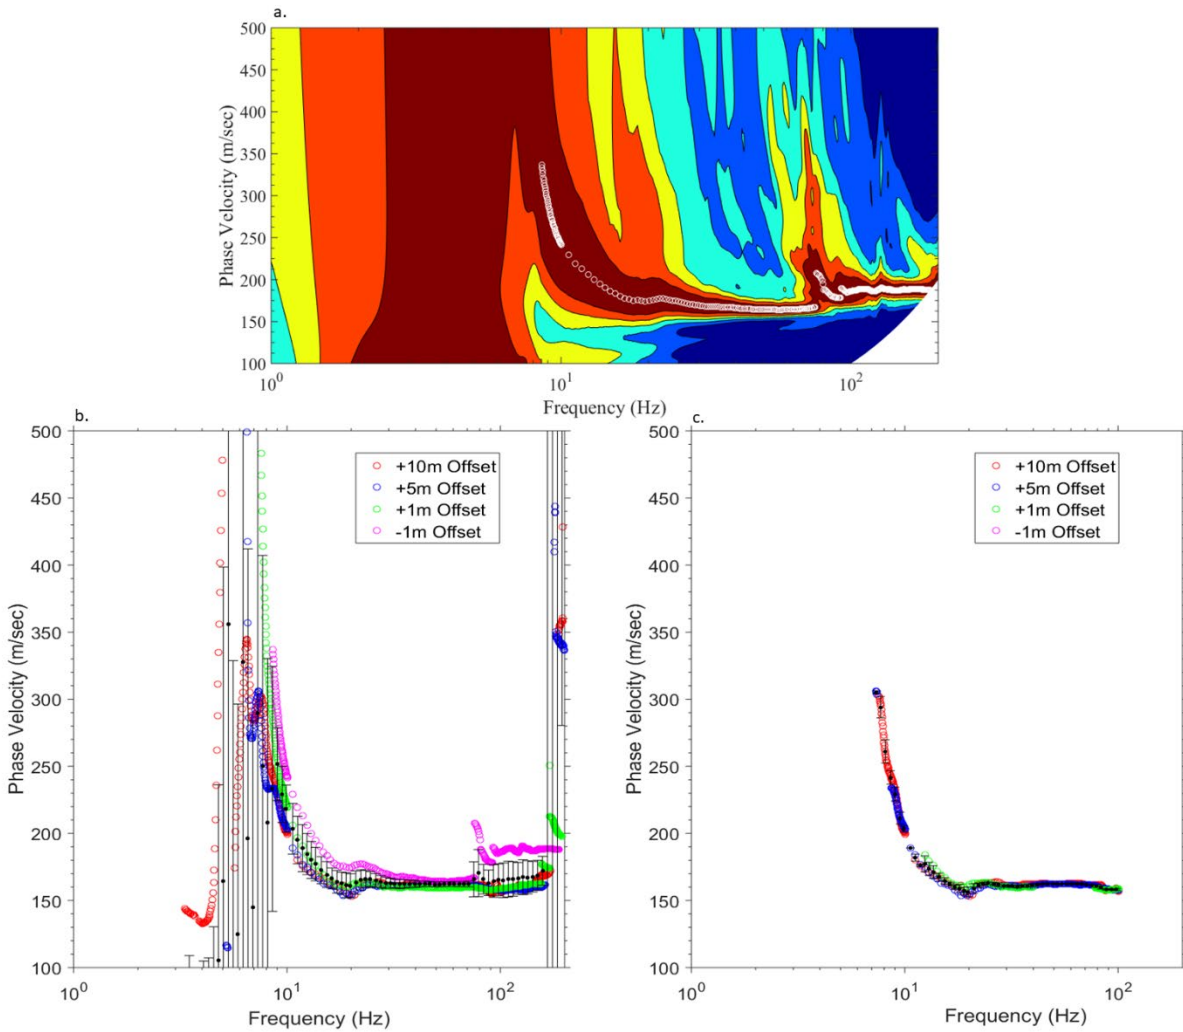 a.
500
450
400
350
300
250
200
150
100
Phase Velocity (m/sec)
10^0
10^1
10^2
Frequency (Hz)
b.
500
450
400
350
300
250
200
150
100
Phase Velocity (m/sec)
+10m Offset
+5m Offset
+1m Offset
-1m Offset
10^0
10^1
10^2
Frequency (Hz)
c.
500
450
400
350
300
250
200
150
100
Phase Velocity (m/sec)
+10m Offset
+5m Offset
+1m Offset
-1m Offset
10^0
10^1
10^2
Frequency (Hz)